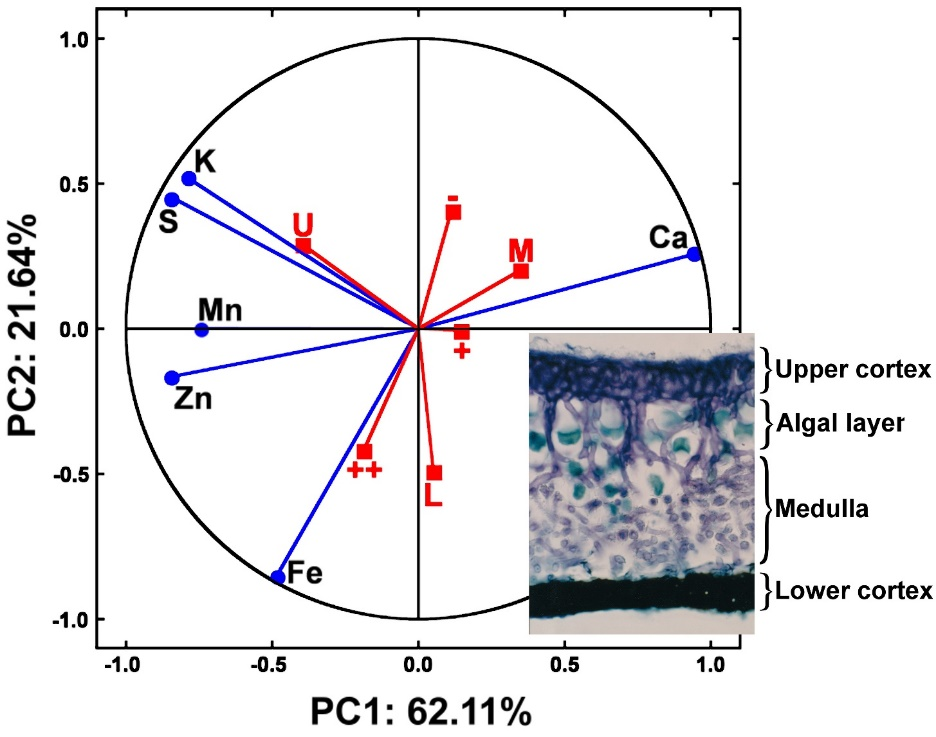 1.0
K
S
0.5
U
-
M
Ca
Mn
0.0
+
Zn
++
L
-0.5
Fe
-1.0
-1.0
-0.5
0.0
0.5
1.0
PC2: 21.64%
PC1: 62.11%
Upper cortex
Algal layer
Medulla
Lower cortex